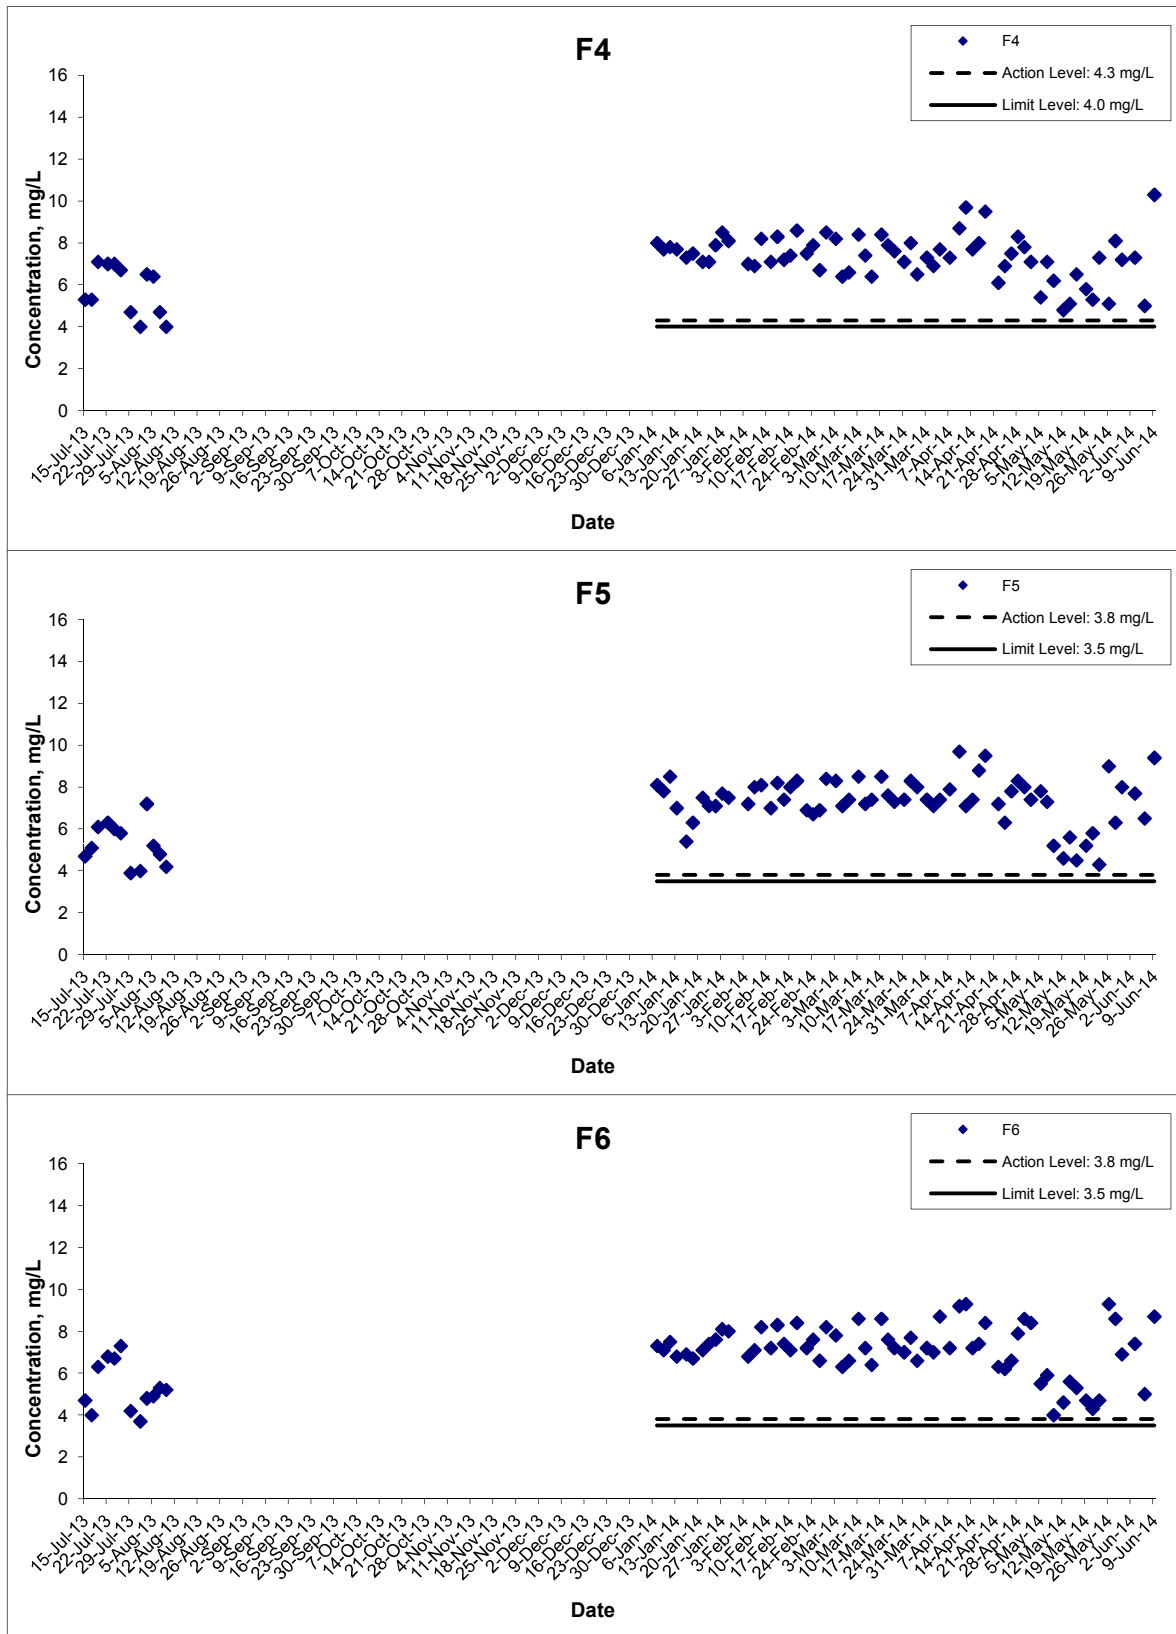 F4
F4
Action Level: 4.3 mg/L
Limit Level: 4.0 mg/L
16
14
12
10
8
6
4
2
0
Concentration, mg/L
15-Jul-13
22-Jul-13
29-Jul-13
5-Aug-13
12-Aug-13
19-Aug-13
26-Aug-13
2-Sep-13
9-Sep-13
16-Sep-13
23-Sep-13
30-Sep-13
7-Oct-13
14-Oct-13
21-Oct-13
28-Oct-13
4-Nov-13
11-Nov-13
18-Nov-13
25-Nov-13
2-Dec-13
9-Dec-13
16-Dec-13
23-Dec-13
30-Dec-13
6-Jan-14
13-Jan-14
20-Jan-14
27-Jan-14
3-Feb-14
10-Feb-14
17-Feb-14
24-Feb-14
3-Mar-14
10-Mar-14
17-Mar-14
24-Mar-14
31-Mar-14
7-Apr-14
14-Apr-14
21-Apr-14
28-Apr-14
5-May-14
12-May-14
19-May-14
26-May-14
2-Jun-14
9-Jun-14
Date
F5
F5
Action Level: 3.8 mg/L
Limit Level: 3.5 mg/L
16
14
12
10
8
6
4
2
0
Concentration, mg/L
15-Jul-13
22-Jul-13
29-Jul-13
5-Aug-13
12-Aug-13
19-Aug-13
26-Aug-13
2-Sep-13
9-Sep-13
16-Sep-13
23-Sep-13
30-Sep-13
7-Oct-13
14-Oct-13
21-Oct-13
28-Oct-13
4-Nov-13
11-Nov-13
18-Nov-13
25-Nov-13
2-Dec-13
9-Dec-13
16-Dec-13
23-Dec-13
30-Dec-13
6-Jan-14
13-Jan-14
20-Jan-14
27-Jan-14
3-Feb-14
10-Feb-14
17-Feb-14
24-Feb-14
3-Mar-14
10-Mar-14
17-Mar-14
24-Mar-14
31-Mar-14
7-Apr-14
14-Apr-14
21-Apr-14
28-Apr-14
5-May-14
12-May-14
19-May-14
26-May-14
2-Jun-14
9-Jun-14
Date
F6
F6
Action Level: 3.8 mg/L
Limit Level: 3.5 mg/L
16
14
12
10
8
6
4
2
0
Concentration, mg/L
15-Jul-13
22-Jul-13
29-Jul-13
5-Aug-13
12-Aug-13
19-Aug-13
26-Aug-13
2-Sep-13
9-Sep-13
16-Sep-13
23-Sep-13
30-Sep-13
7-Oct-13
14-Oct-13
21-Oct-13
28-Oct-13
4-Nov-13
11-Nov-13
18-Nov-13
25-Nov-13
2-Dec-13
9-Dec-13
16-Dec-13
23-Dec-13
30-Dec-13
6-Jan-14
13-Jan-14
20-Jan-14
27-Jan-14
3-Feb-14
10-Feb-14
17-Feb-14
24-Feb-14
3-Mar-14
10-Mar-14
17-Mar-14
24-Mar-14
31-Mar-14
7-Apr-14
14-Apr-14
21-Apr-14
28-Apr-14
5-May-14
12-May-14
19-May-14
26-May-14
2-Jun-14
9-Jun-14
Date